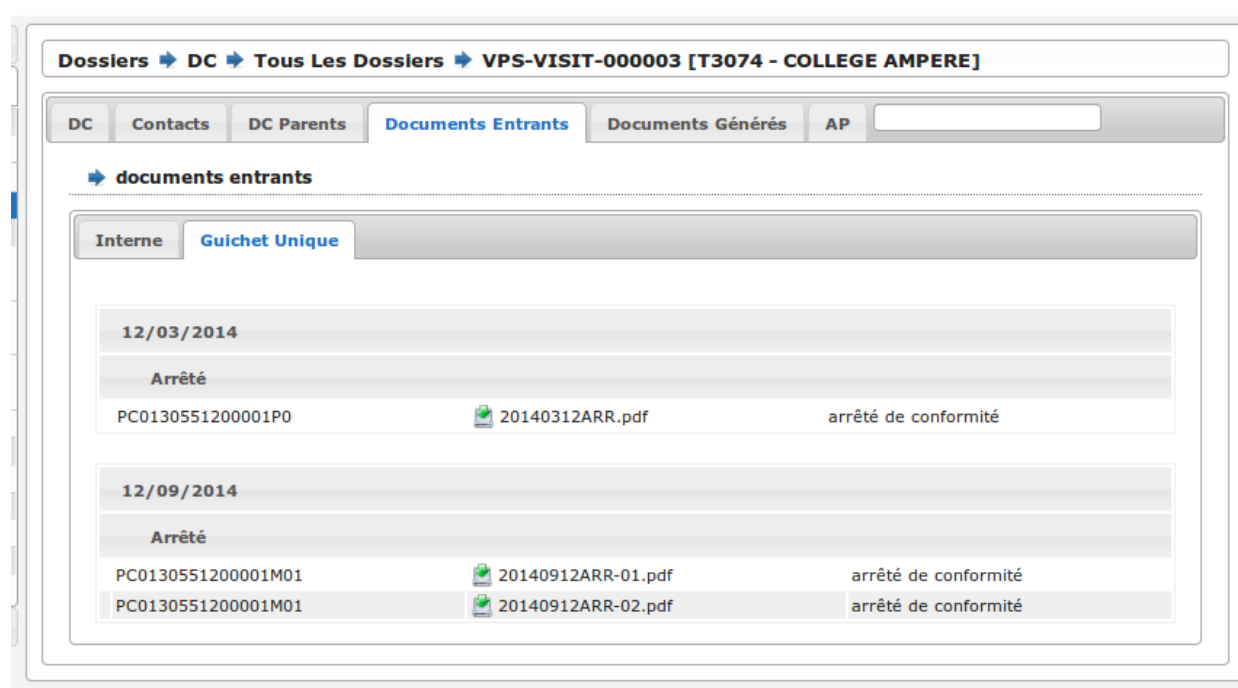 Dossiers DC Tous Les Dossiers VPS-VISIT-000003 [T3074 - COLLEGE AMPERE]
DC Contacts DC Parents Documents Entrants Documents Générés AP
documents entrants
Interne Guichet Unique
12/03/2014
Arrêté
PC0130551200001P0 20140312ARR.pdf arrêté de conformité
12/09/2014
Arrêté
PC0130551200001M01 20140912ARR-01.pdf arrêté de conformité
PC0130551200001M01 20140912ARR-02.pdf arrêté de conformité